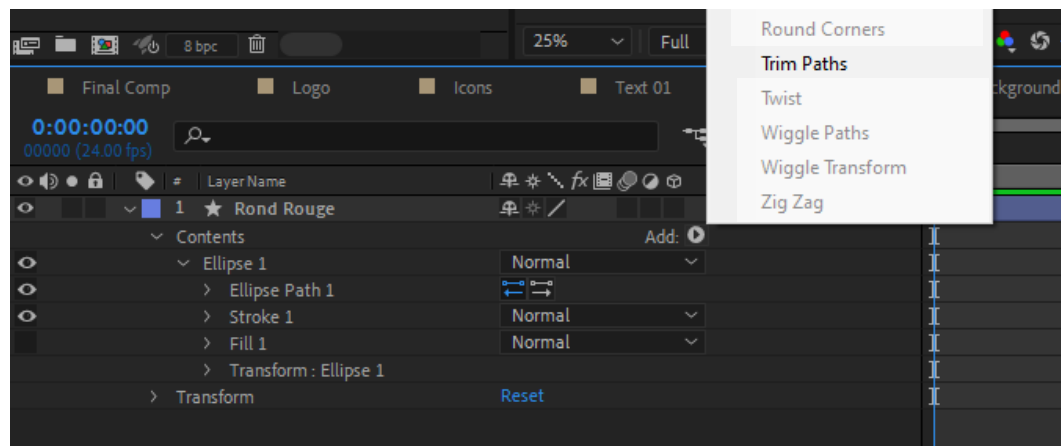 8 bpc
25%
Full
Round Corners
Trim Paths
Twist
Wiggle Paths
Wiggle Transform
Zig Zag
Final Comp
Logo
Icons
Text 01
ckground
0:00:00:00
00000 (24.00 fps)
# Layer Name
fx
1 Rond Rouge
Contents
Add:
Ellipse 1 Normal
Ellipse Path 1
Stroke 1 Normal
Fill 1 Normal
Transform : Ellipse 1
Transform Reset